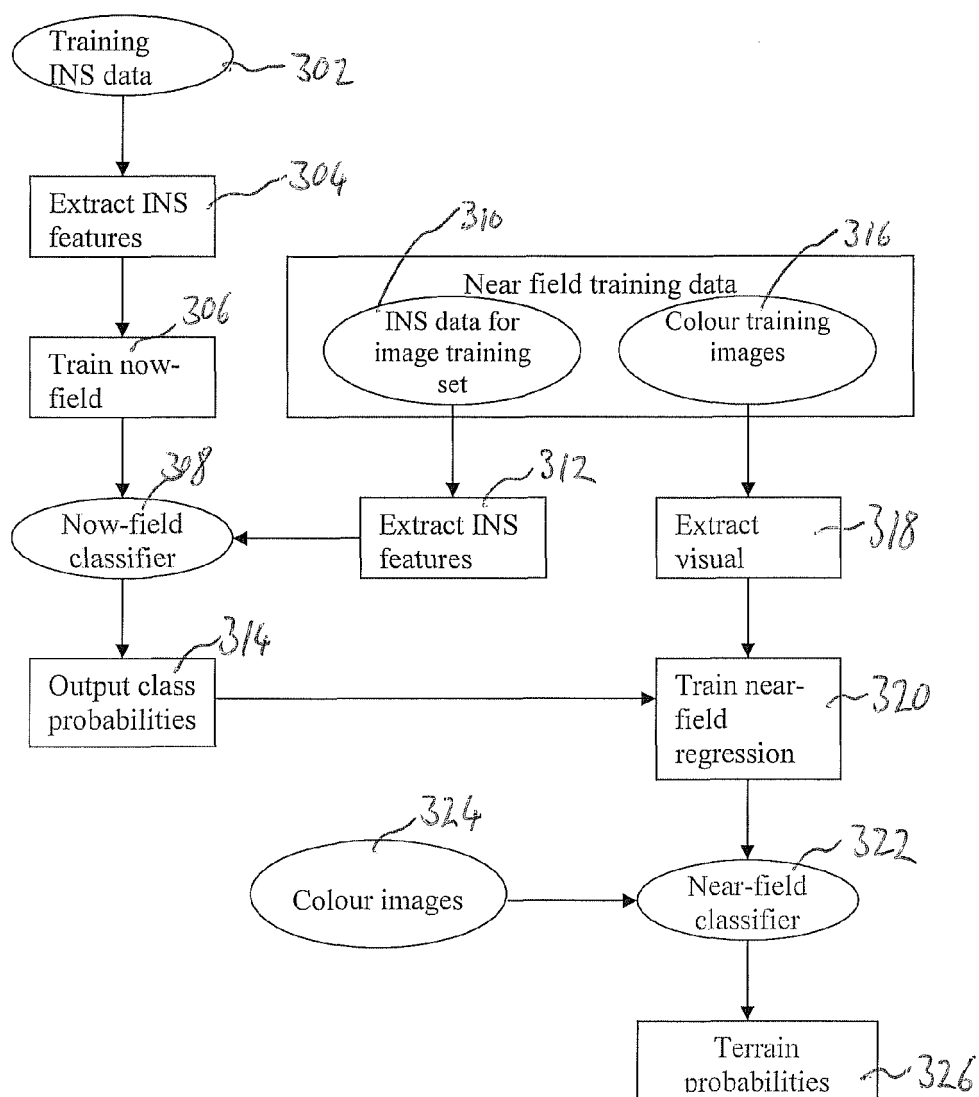 Training
INS data
302
Extract INS
features
304
Train now-
field
306
Near field training data
310
INS data for
image training
set
316
Colour training
images
Now-field
classifier
308
Extract INS
features
312
Extract
visual
318
Output class
probabilities
314
Train near-
field
regression
320
Colour images
324
Near-field
classifier
322
Terrain
probabilities
326